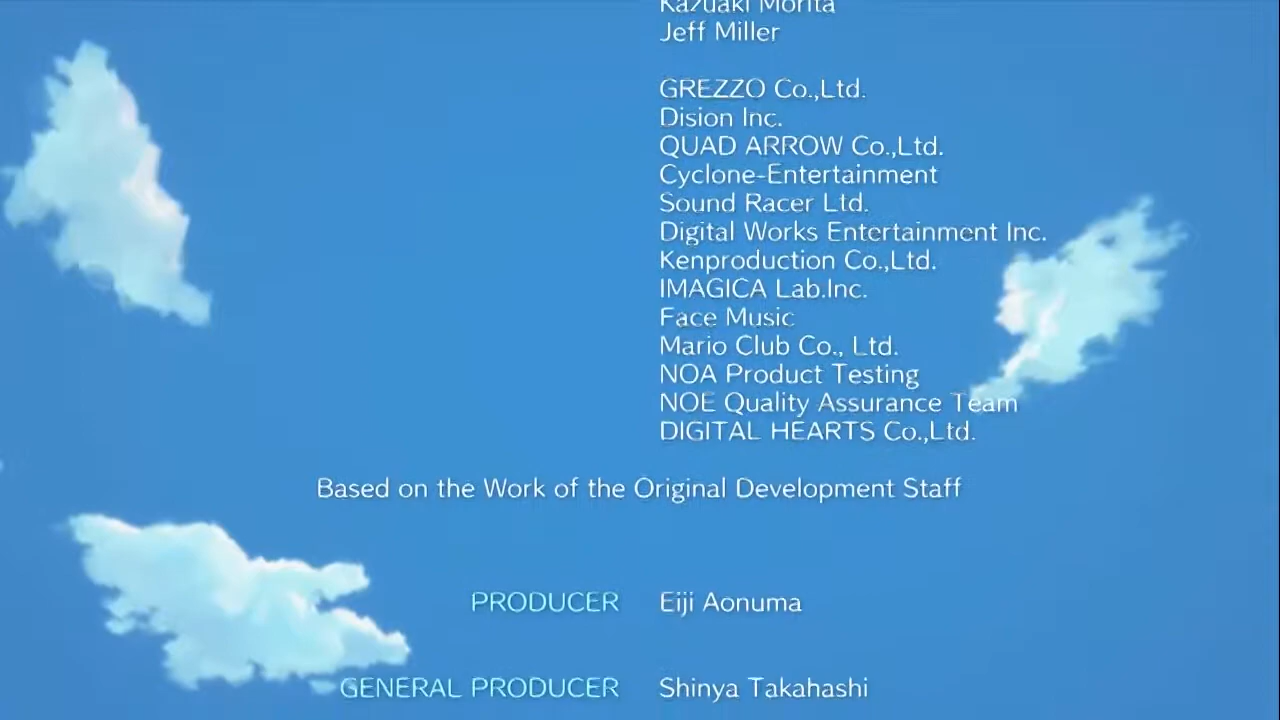 Kazuaki Morita
Jeff Miller
GREZZO Co.,Ltd.
Dision Inc.
QUAD ARROW Co.,Ltd.
Cyclone-Entertainment
Sound Racer Ltd.
Digital Works Entertainment Inc.
Kenproduction Co.,Ltd.
IMAGICA Lab.Inc.
Face Music
Mario Club Co., Ltd.
NOA Product Testing
NOE Quality Assurance Team
DIGITAL HEARTS Co.,Ltd.
Based on the Work of the Original Development Staff
PRODUCER Eiji Aonuma
GENERAL PRODUCER Shinya Takahashi